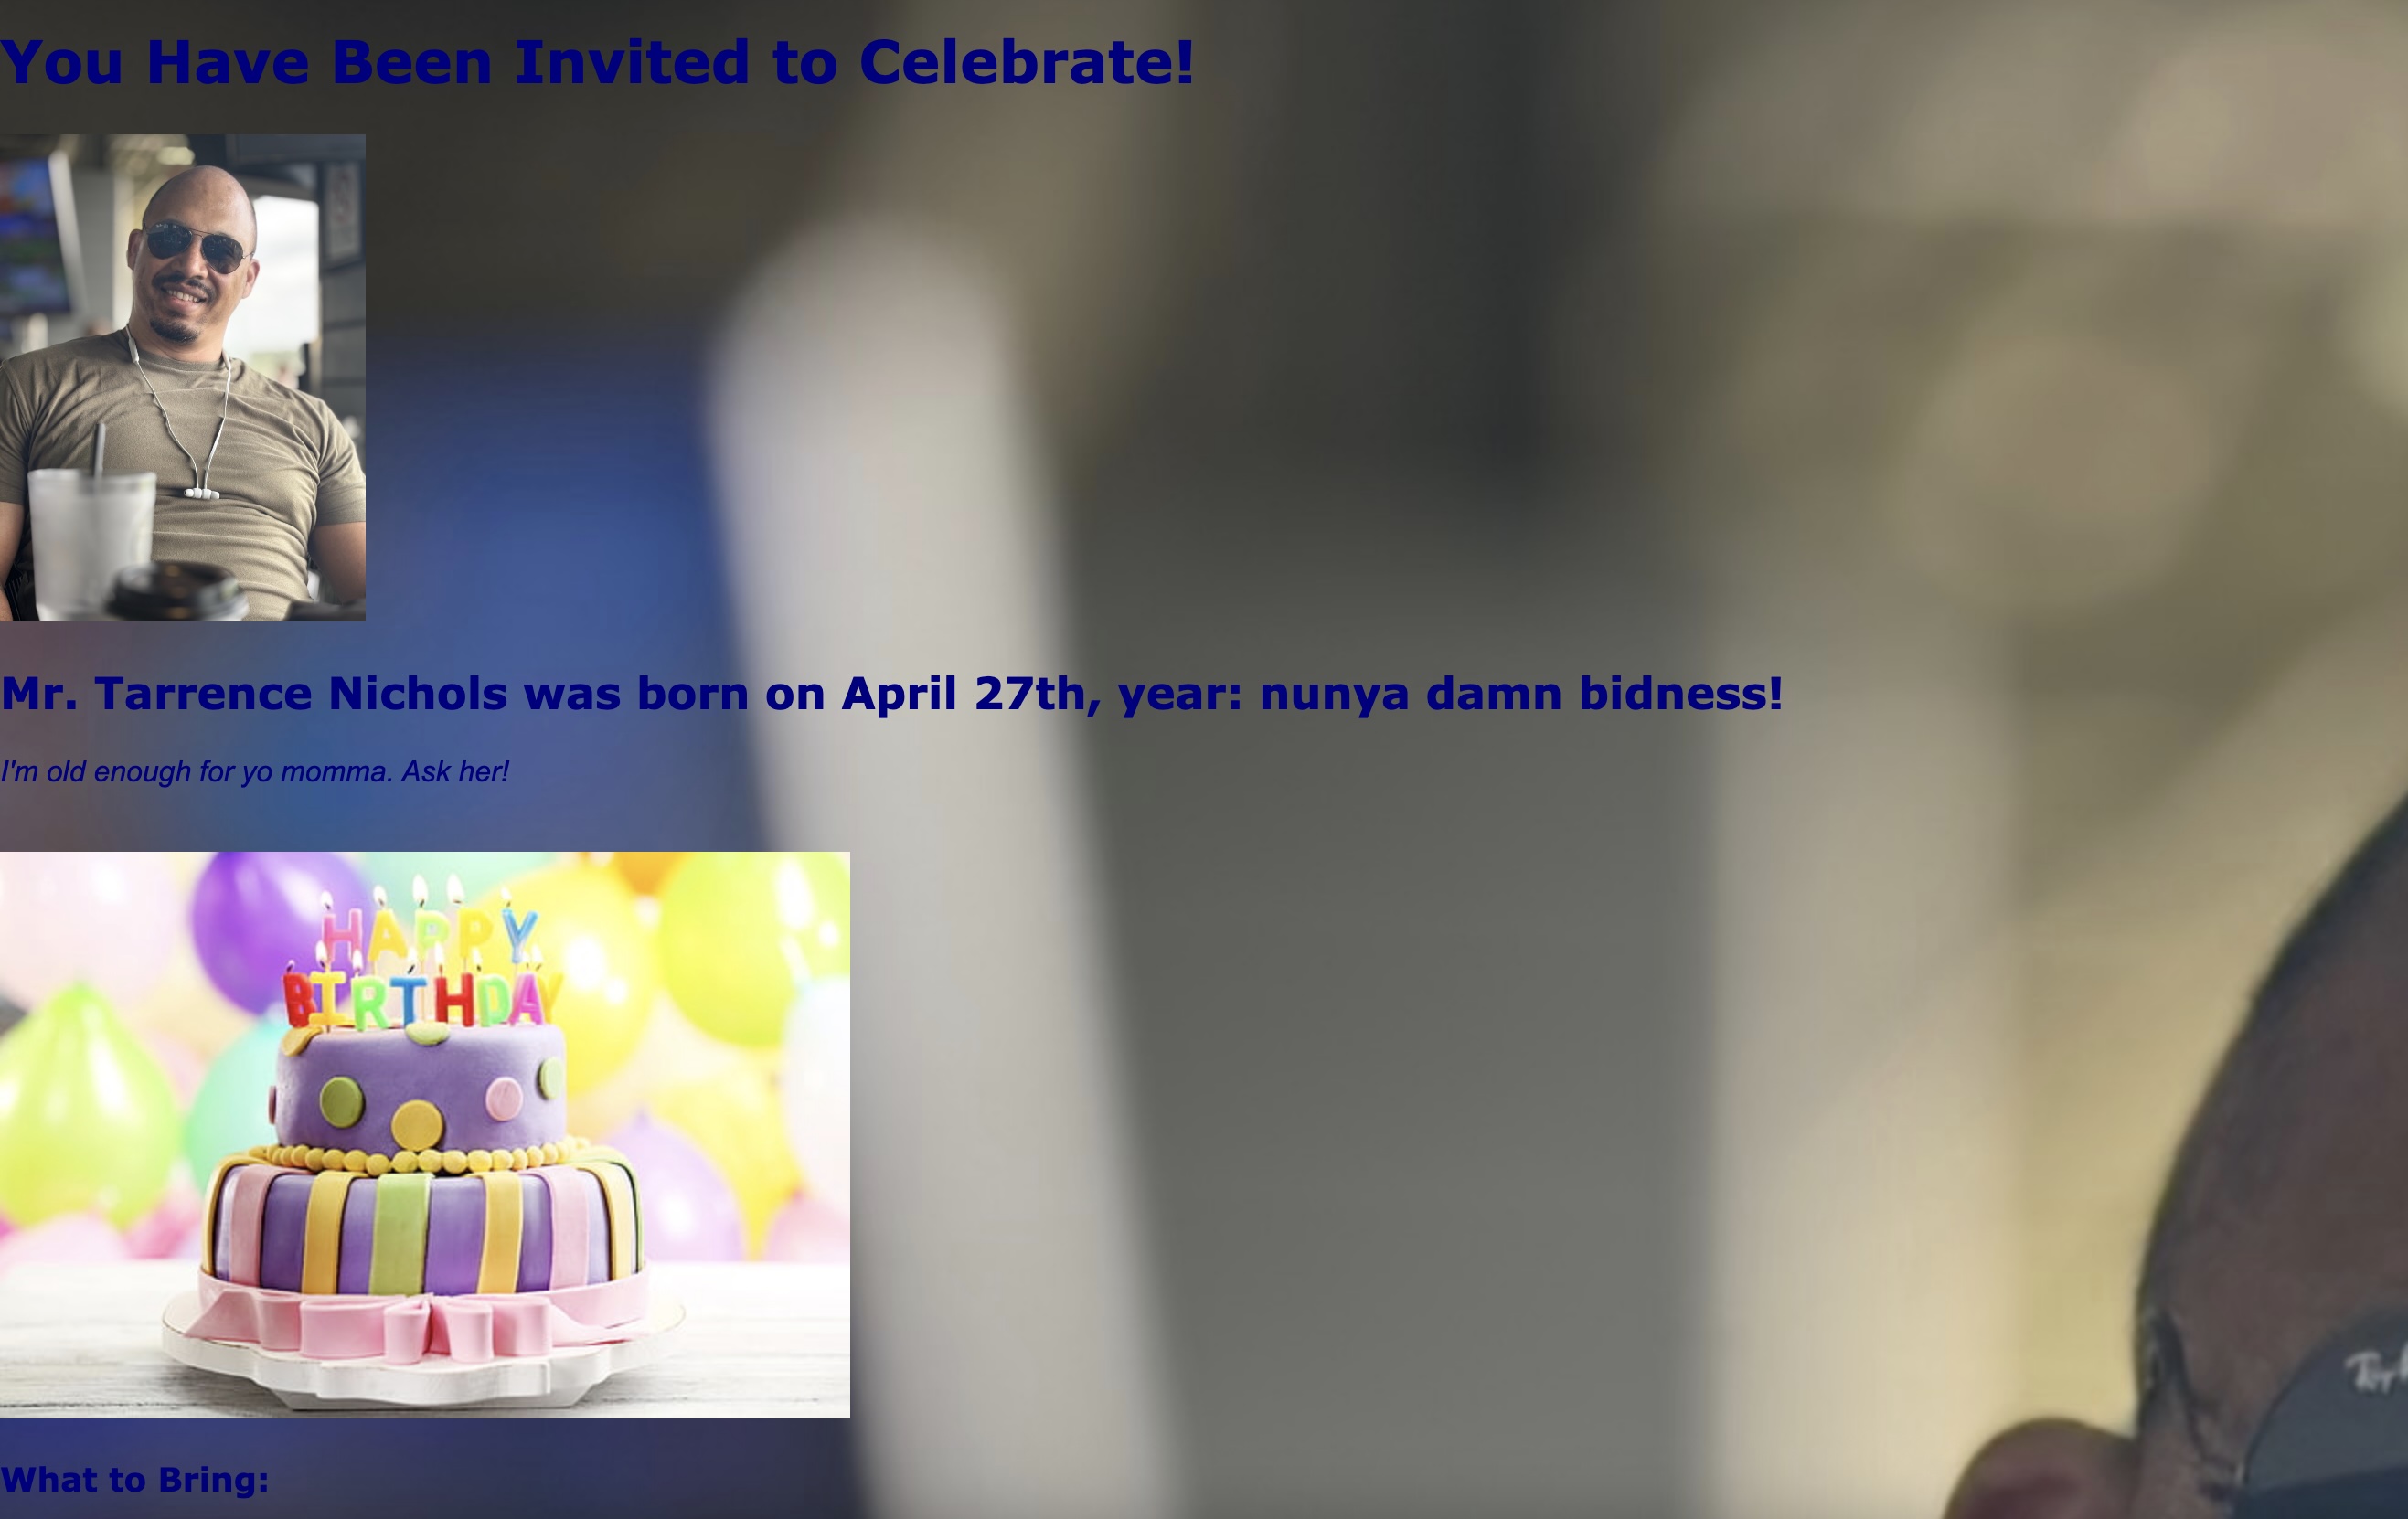 You Have Been Invited to Celebrate!
Mr. Tarrence Nichols was born on April 27th, year: nunya damn bidness!
I'm old enough for yo momma. Ask her!
HAPPY
BIRTHDAY
What to Bring: